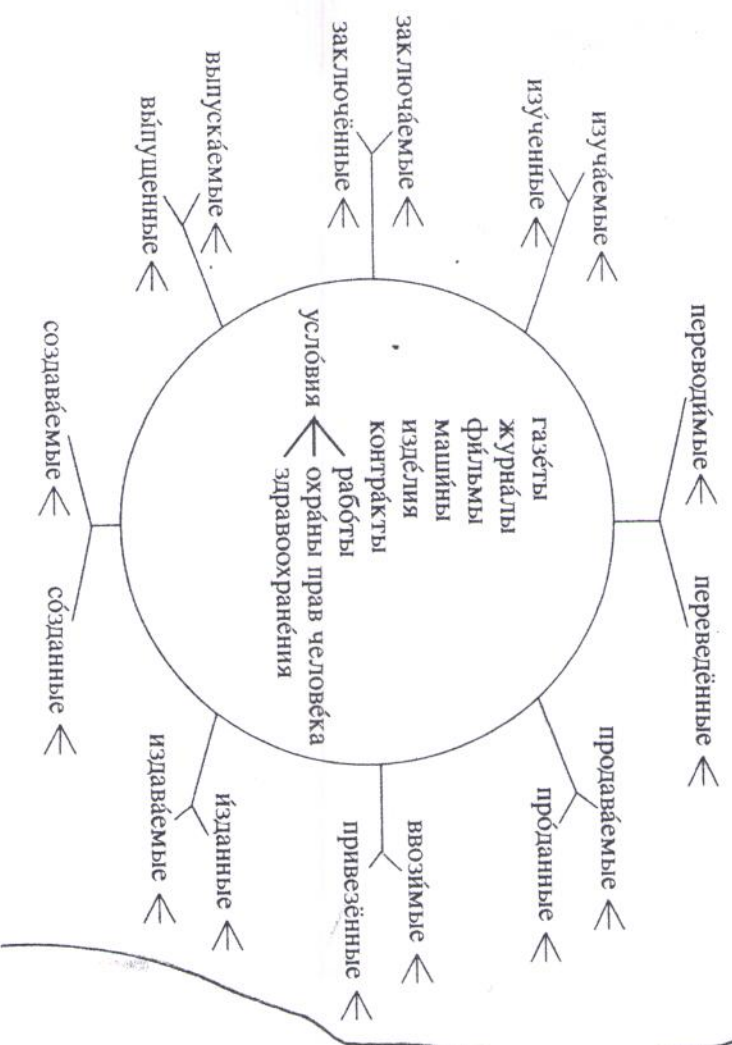 переводи́мые
переведённые
изуча́емые
изу́ченные
продава́емые
про́данные
заключа́емые
заключённые
газе́ты
журна́лы
фи́льмы
маши́ны
изде́лия
контра́кты
усло́вия
рабо́ты
охра́ны прав челове́ка
здравоохране́ния
ввози́мые
привезённые
выпуска́емые
вы́пущенные
и́зданные
издава́емые
создава́емые
со́зданные